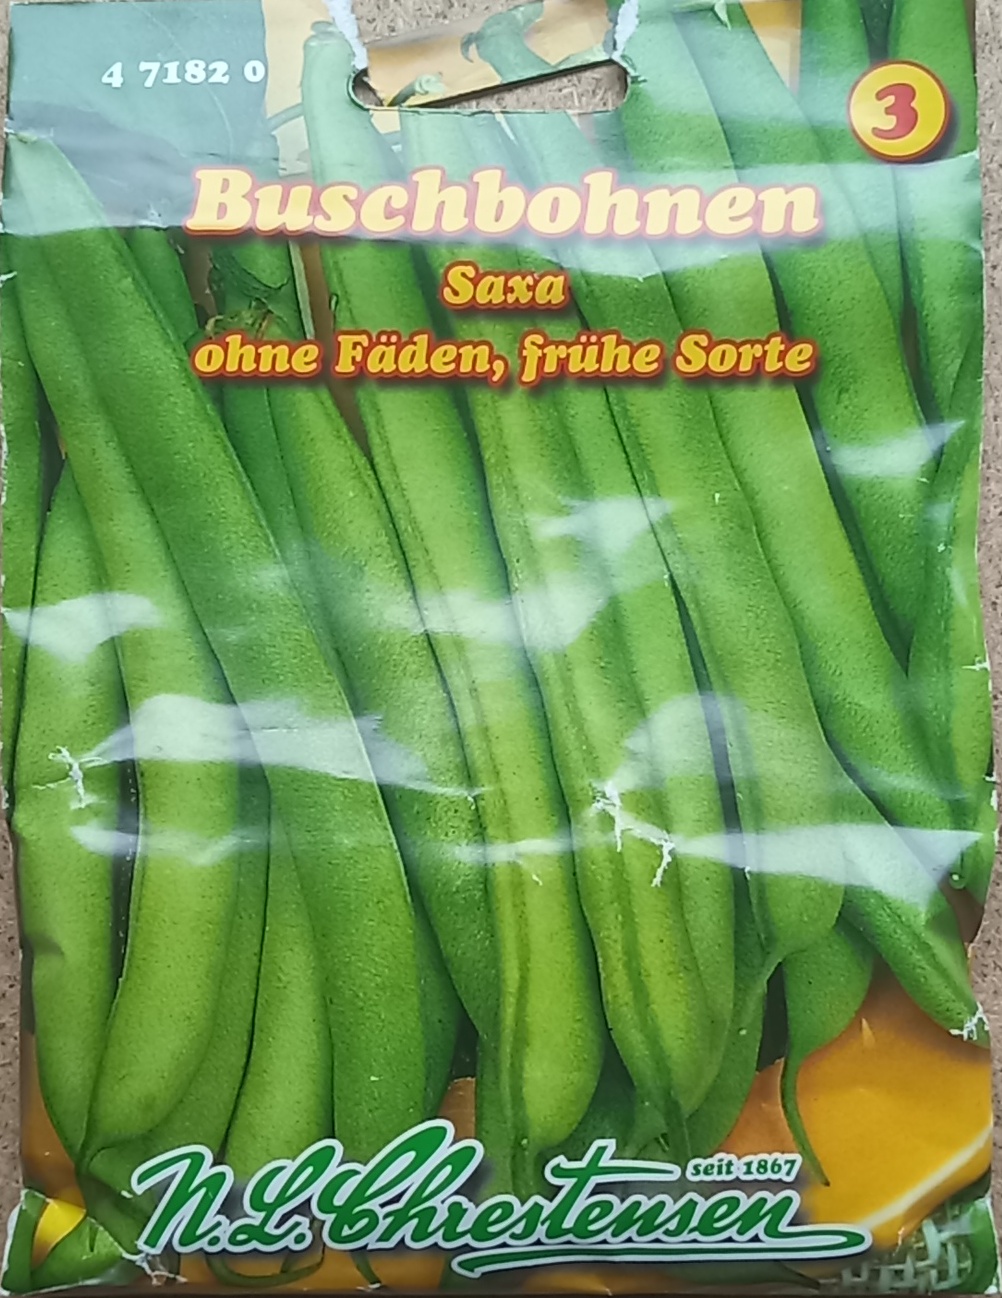 4 7182 0
3
Buschbohnen
Saxa
ohne Fäden, frühe Sorte
seit 1867
N.L. Chrestensen